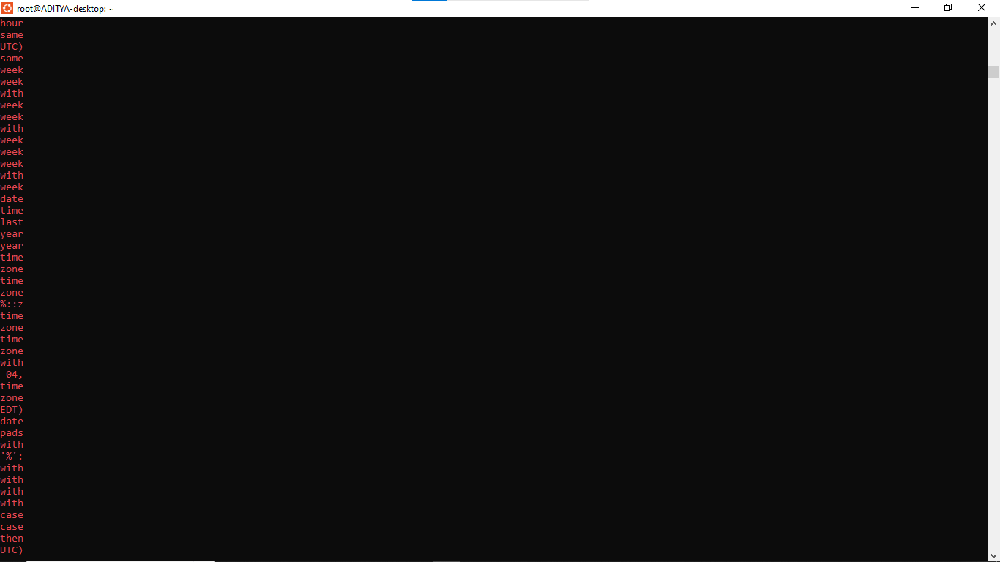 root@ADITYA-desktop: ~
hour
same
UTC)
same
week
week
with
week
week
with
week
week
week
with
week
date
time
last
year
year
time
zone
time
zone
%::z
time
zone
time
zone
with
-04,
time
zone
EDT)
date
pads
with
'%':
with
with
with
with
case
case
then
UTC)